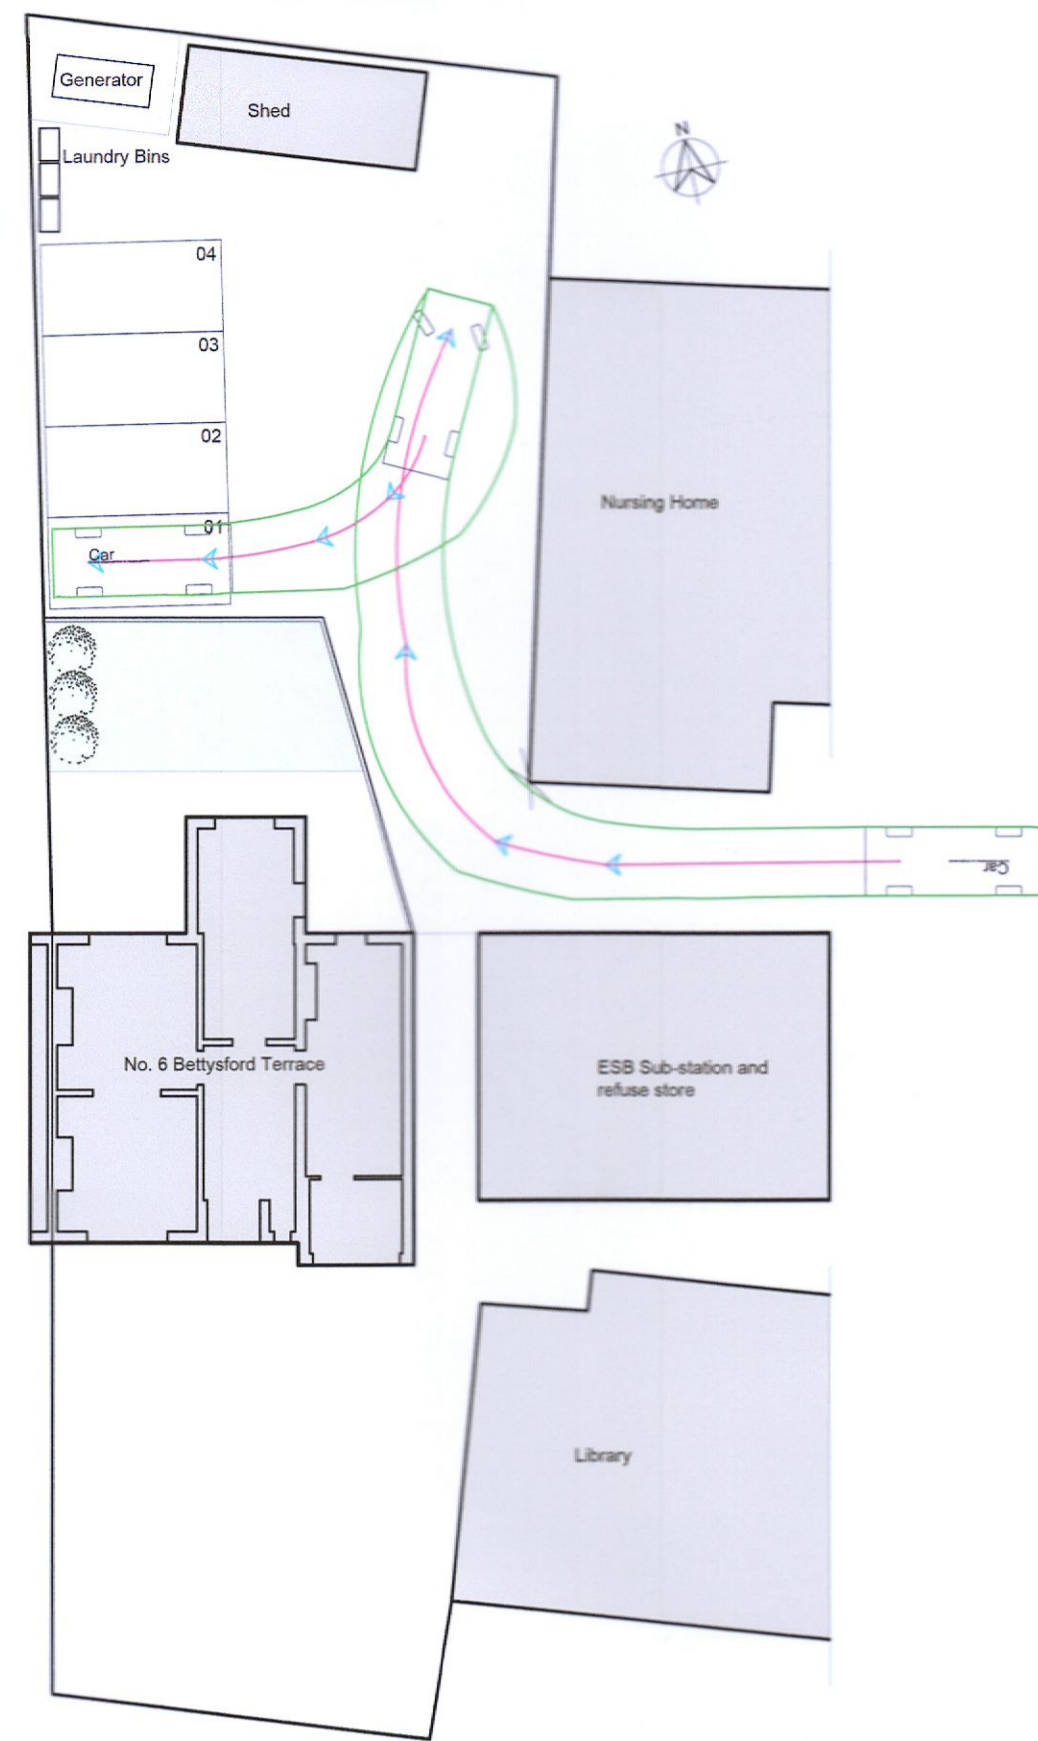 Generator
Shed
N
Laundry Bins
04
03
02
01
Car
Nursing Home
Car
No. 6 Bettysford Terrace
ESB Sub-station and
refuse store
Library